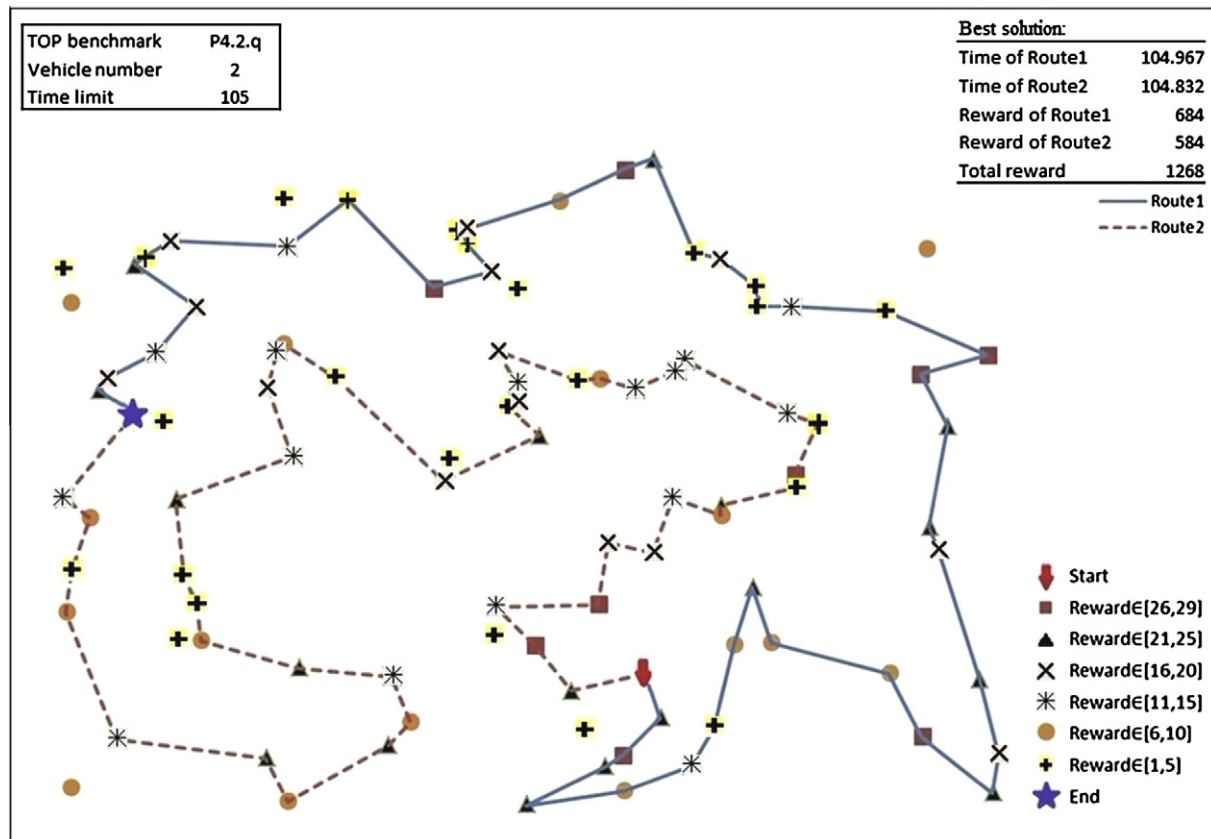 TOP benchmark P4.2.q
Vehicle number 2
Time limit 105
Best solution:
Time of Route1 104.967
Time of Route2 104.832
Reward of Route1 684
Reward of Route2 584
Total reward 1268
Route1
Route2
Start
Reward∈[26,29]
Reward∈[21,25]
Reward∈[16,20]
Reward∈[11,15]
Reward∈[6,10]
Reward∈[1,5]
End